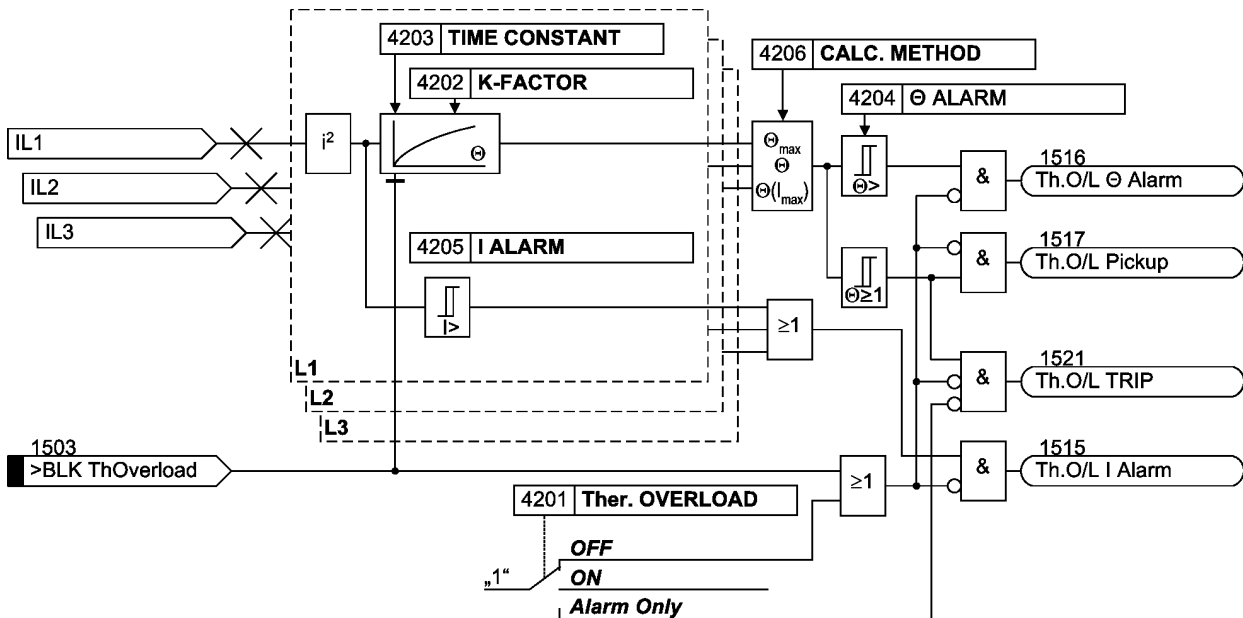 4203 TIME CONSTANT
4206 CALC. METHOD
4202 K-FACTOR
4204 Θ ALARM
IL1
i²
Θ
Θmax
Θ
Θ(Imax)
Θ>
&
1516
Th.O/L Θ Alarm
IL2
IL3
4205 I ALARM
I>
Θ≥1
&
1517
Th.O/L Pickup
≥1
L1
L2
L3
&
1521
Th.O/L TRIP
1503
>BLK ThOverload
≥1
&
1515
Th.O/L I Alarm
4201 Ther. OVERLOAD
OFF
„1“
ON
Alarm Only